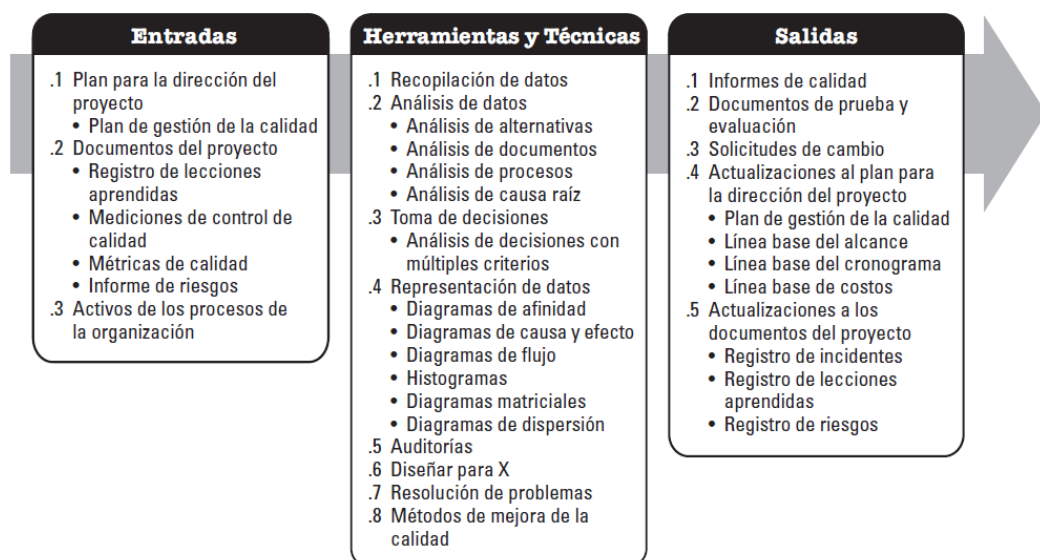 Entradas
.1 Plan para la dirección del
proyecto
• Plan de gestión de la calidad
.2 Documentos del proyecto
• Registro de lecciones
aprendidas
• Mediciones de control de
calidad
• Métricas de calidad
• Informe de riesgos
.3 Activos de los procesos de
la organización
Herramientas y Técnicas
.1 Recopilación de datos
.2 Análisis de datos
• Análisis de alternativas
• Análisis de documentos
• Análisis de procesos
• Análisis de causa raíz
.3 Toma de decisiones
• Análisis de decisiones con
múltiples criterios
.4 Representación de datos
• Diagramas de afinidad
• Diagramas de causa y efecto
• Diagramas de flujo
• Histogramas
• Diagramas matriciales
• Diagramas de dispersión
.5 Auditorías
.6 Diseñar para X
.7 Resolución de problemas
.8 Métodos de mejora de la
calidad
Salidas
.1 Informes de calidad
.2 Documentos de prueba y
evaluación
.3 Solicitudes de cambio
.4 Actualizaciones al plan para
la dirección del proyecto
• Plan de gestión de la calidad
• Línea base del alcance
• Línea base del cronograma
• Línea base de costos
.5 Actualizaciones a los
documentos del proyecto
• Registro de incidentes
• Registro de lecciones
aprendidas
• Registro de riesgos